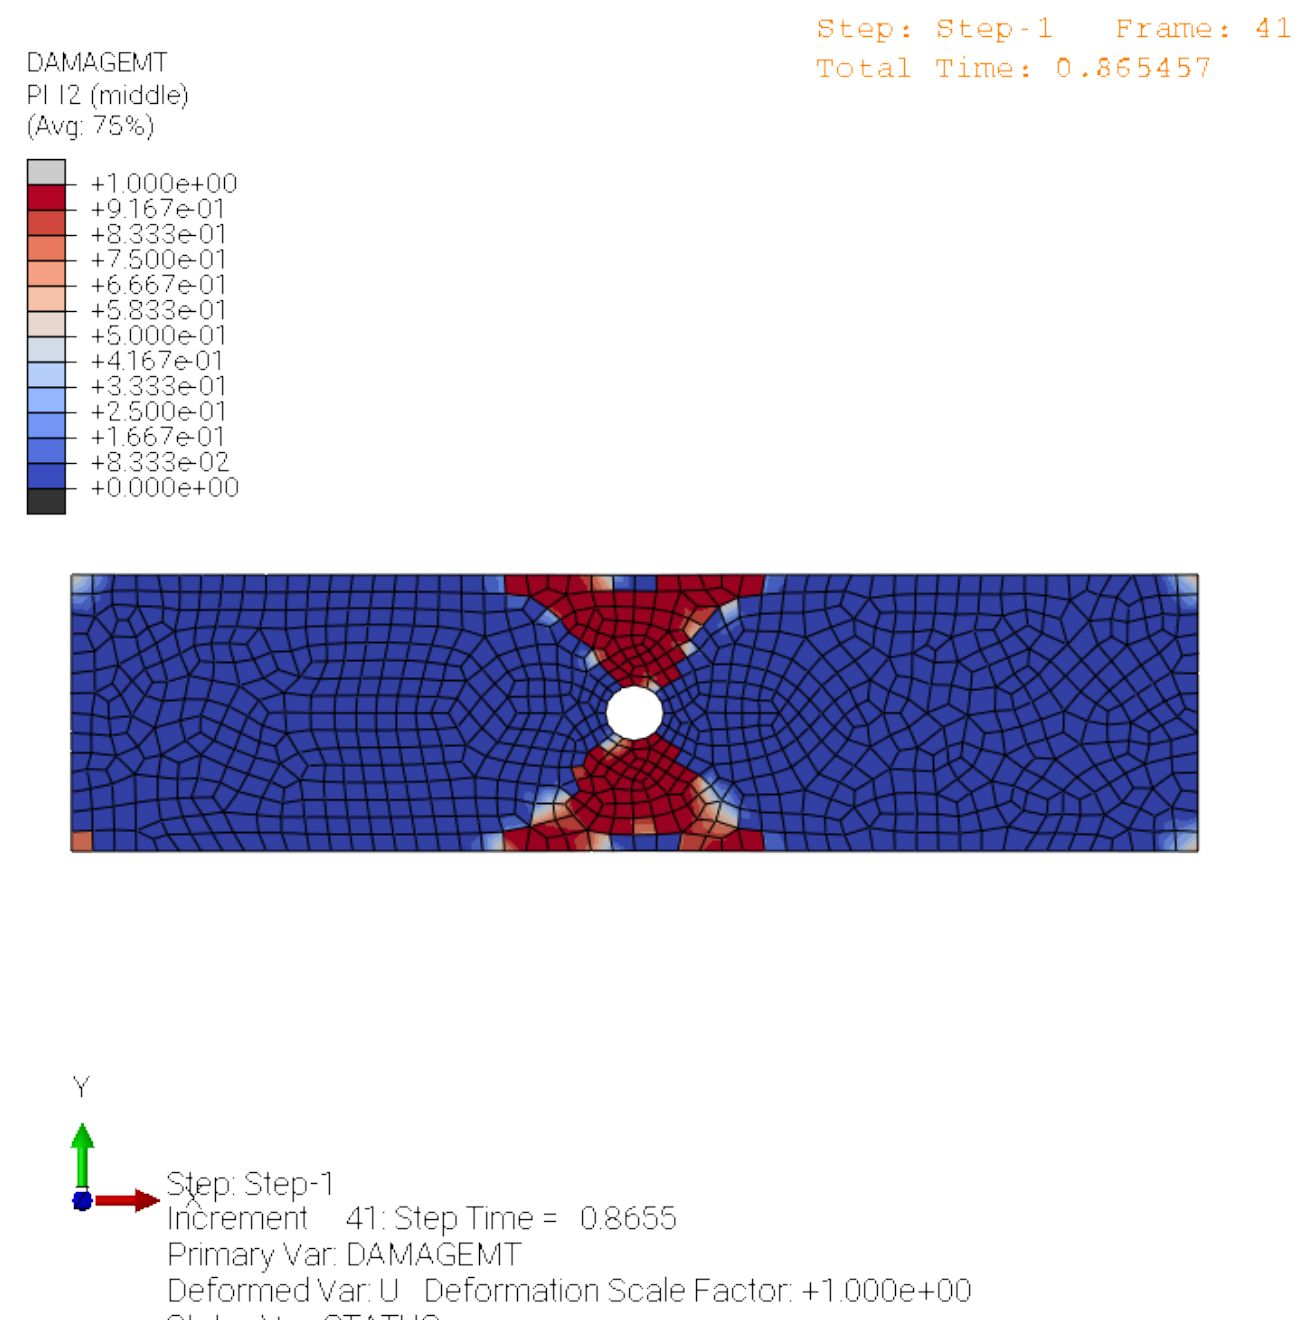 Step: Step-1 Frame: 41
Total Time: 0.865457
DAMAGEMT
(middle)
(Avg: 75%)
+1.000e+00
+9.167e-01
+8.333e-01
+7.500e-01
+6.667e-01
+5.833e-01
+5.000e-01
+4.167e-01
+3.333e-01
+2.500e-01
+1.667e-01
+8.333e-02
+0.000e+00
Y
X
Step: Step-1
Increment 41: Step Time = 0.8655
Primary Var: DAMAGEMT
Deformed Var: U Deformation Scale Factor: +1.000e+00